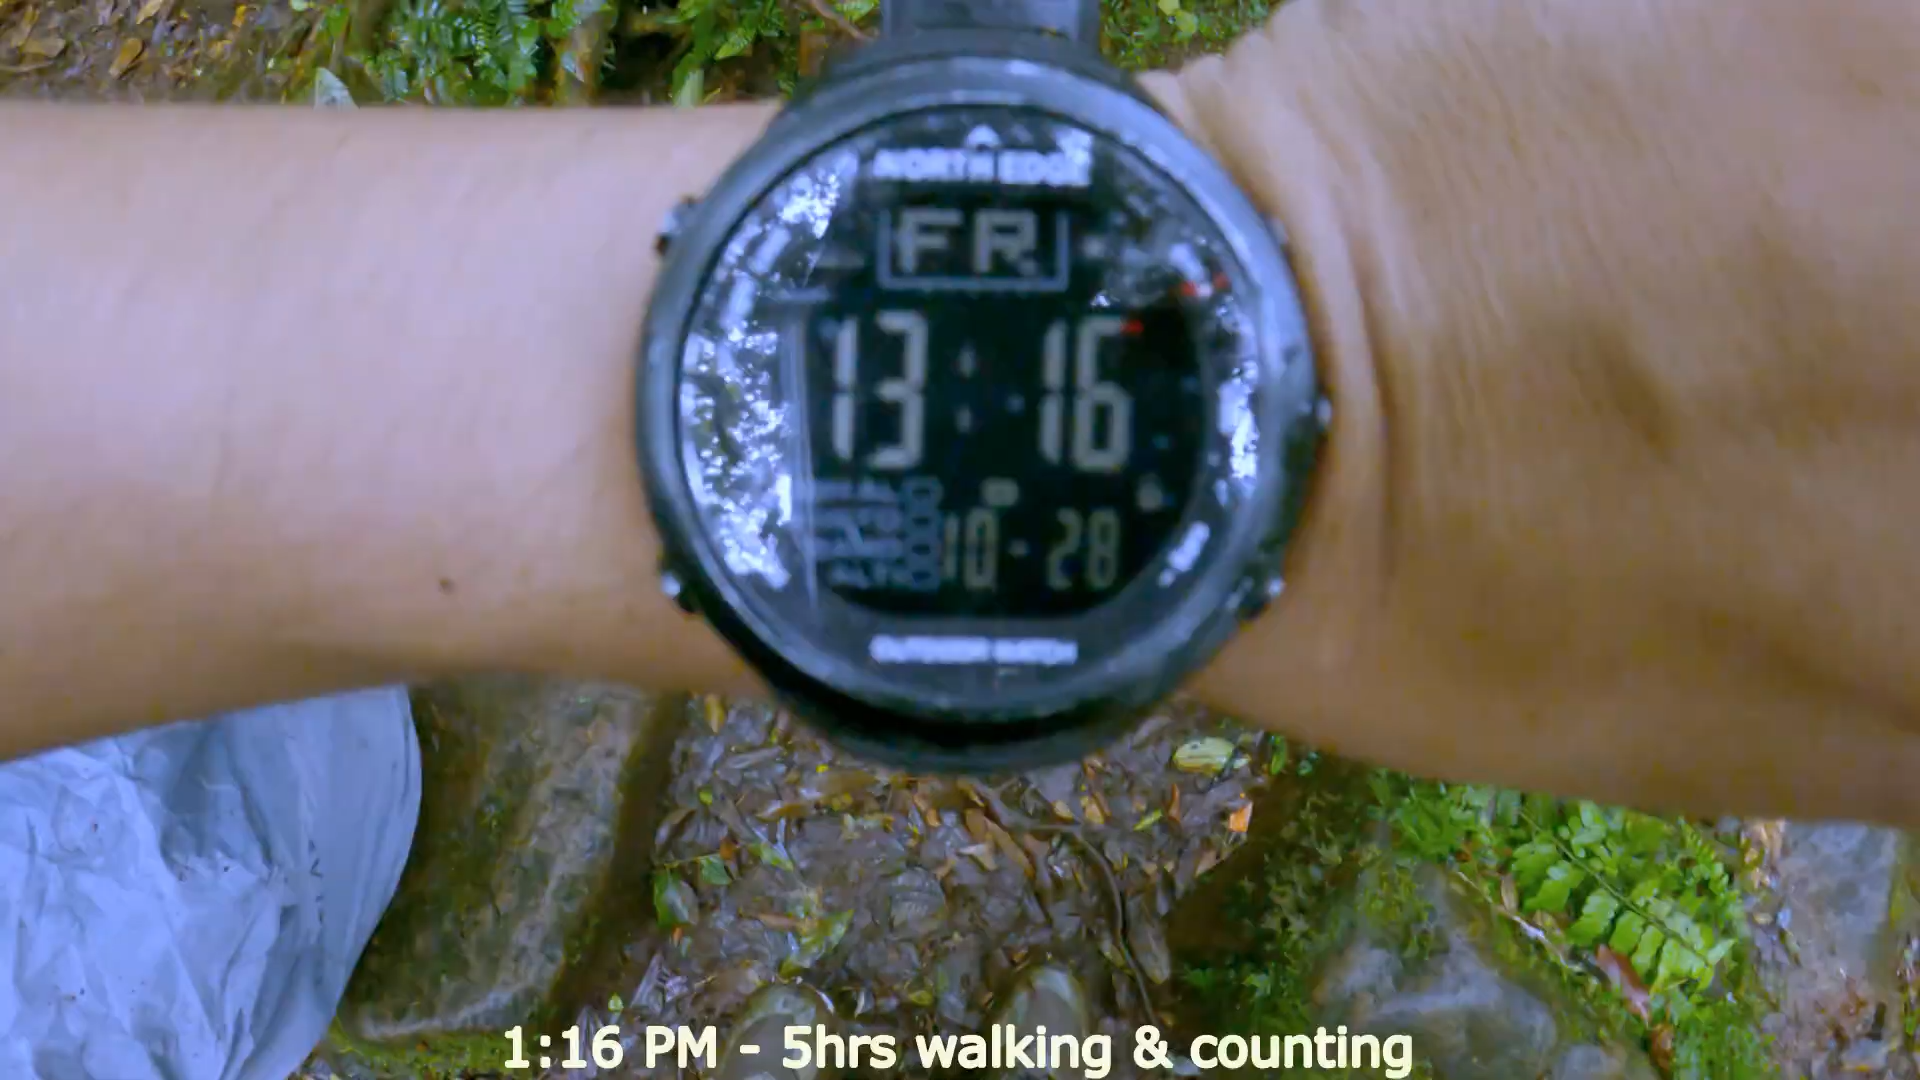 NORTH EDGE
FR
13:16
10-28
OUTDOOR WATCH
1:16 PM - 5hrs walking & counting